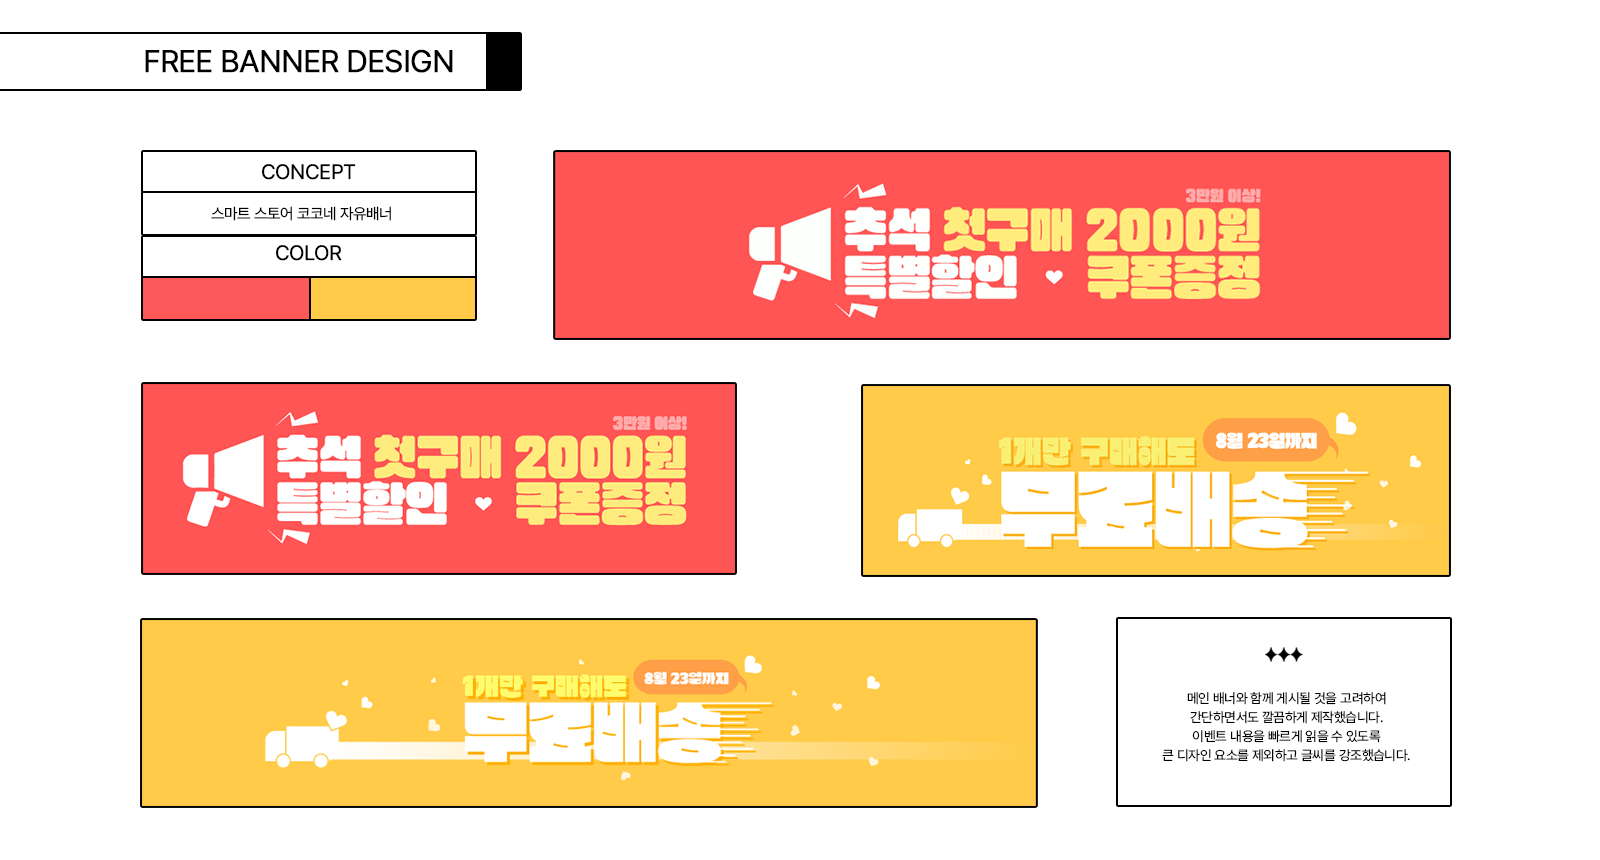 FREE BANNER DESIGN
CONCEPT
스마트 스토어 코코네 자유배너
COLOR
3만원 이상!
추석 첫구매 2000원
특별할인 쿠폰증정
3만원 이상!
추석 첫구매 2000원
특별할인 쿠폰증정
8월 23일까지
1개만 구매해도
무료배송
8월 23일까지
1개만 구매해도
무료배송
메인 배너와 함께 게시될 것을 고려하여
간단하면서도 깔끔하게 제작했습니다.
이벤트 내용을 빠르게 읽을 수 있도록
큰 디자인 요소를 제외하고 글씨를 강조했습니다.